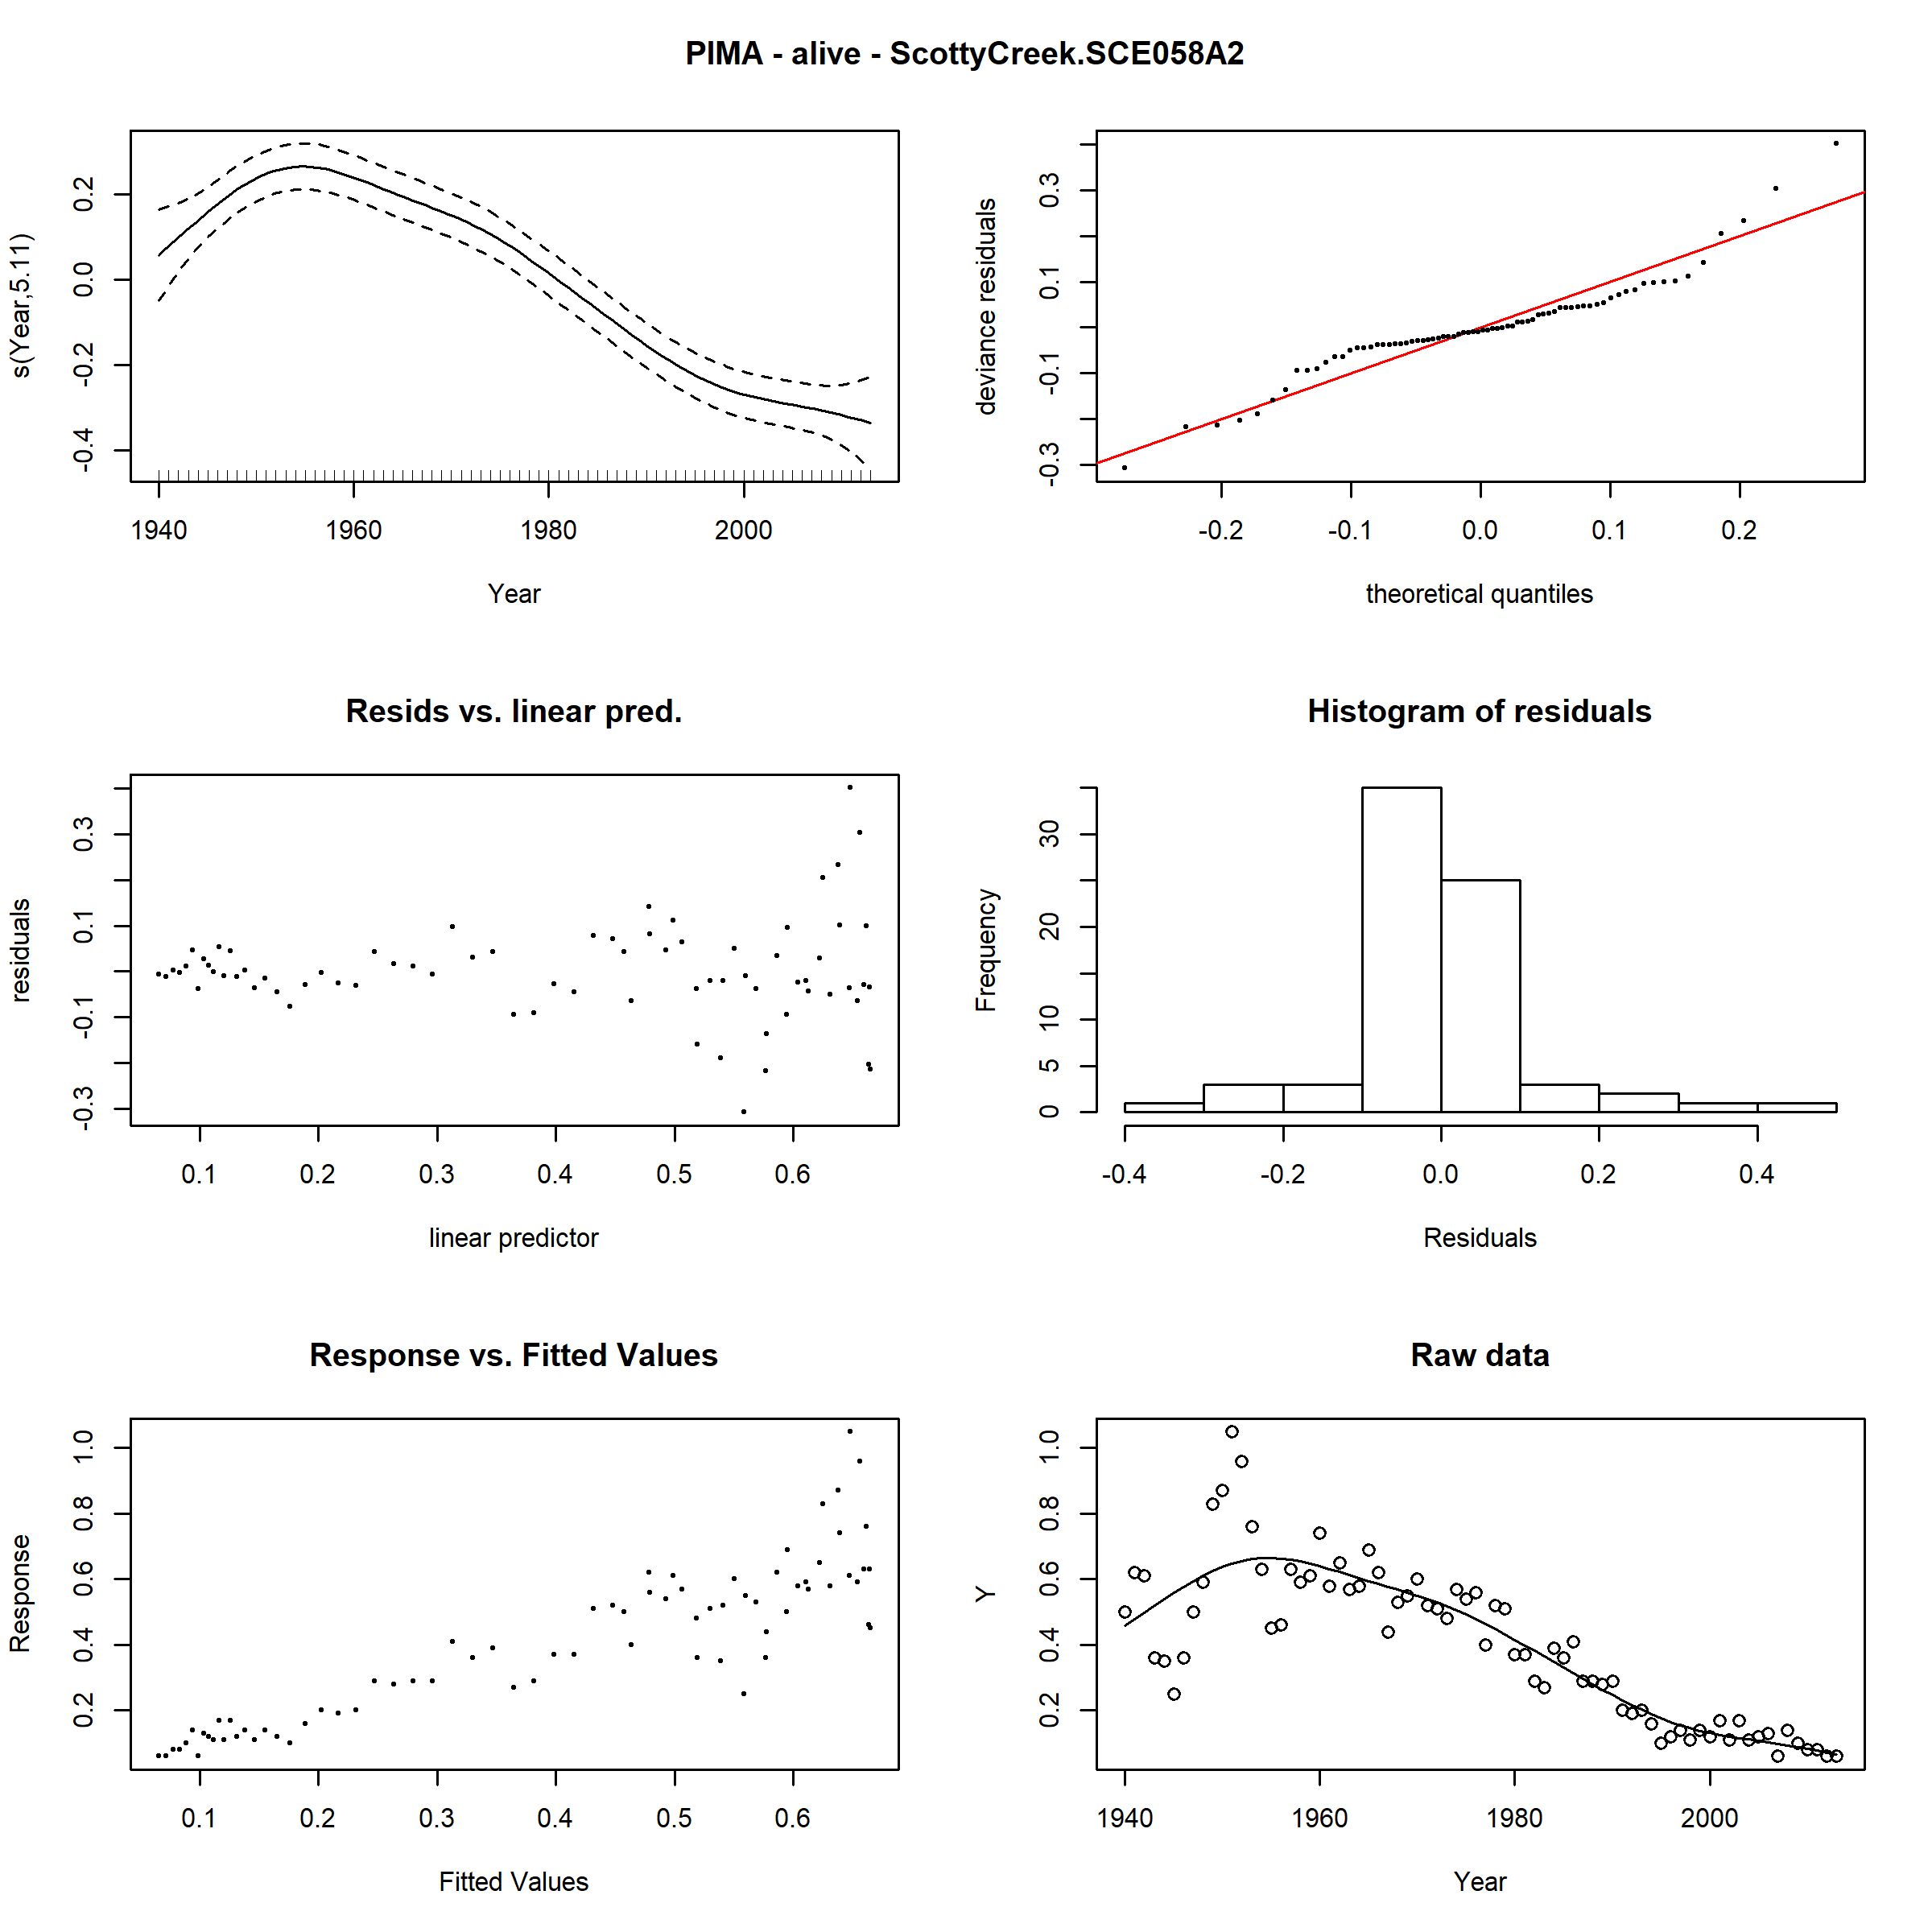 PIMA - alive - ScottyCreek.SCE058A2
s(Year,5.11)
0.2
0.0
-0.2
-0.4
1940 1960 1980 2000
Year
deviance residuals
0.3
0.1
-0.1
-0.3
-0.2 -0.1 0.0 0.1 0.2
theoretical quantiles
Resids vs. linear pred.
residuals
0.3
0.1
-0.1
-0.3
0.1 0.2 0.3 0.4 0.5 0.6
linear predictor
Histogram of residuals
Frequency
30
20
10
5
0
-0.4 -0.2 0.0 0.2 0.4
Residuals
Response vs. Fitted Values
Response
1.0
0.8
0.6
0.4
0.2
0.1 0.2 0.3 0.4 0.5 0.6
Fitted Values
Raw data
Y
1.0
0.8
0.6
0.4
0.2
1940 1960 1980 2000
Year